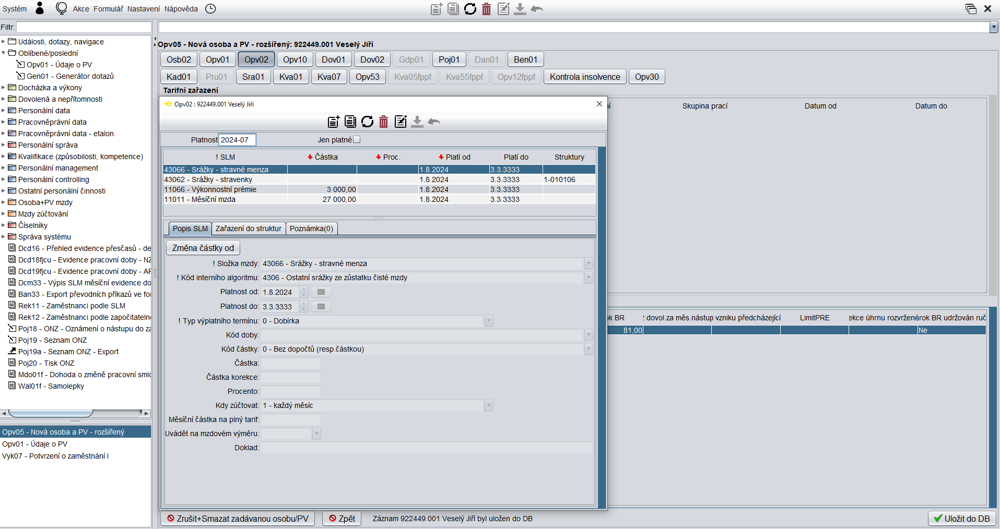 Systém Akce Formulář Nastavení Nápověda
Filtr:
Události, dotazy, navigace
Oblíbené/poslední
Opv01 - Údaje o PV
Gen01 - Generátor dotazů
Docházka a výkony
Dovolená a nepřítomnosti
Personální data
Pracovněprávní data
Pracovněprávní data - etalon
Personální správa
Kvalifikace (způsobilosti, kompetence)
Personální management
Personální controlling
Ostatní personální činnosti
Osoba+PV mzdy
Mzdy zúčtování
Číselníky
Správa systému
Dcd16 - Přehled evidence přesčasů - de
Dcd18fjcu - Evidence pracovní doby - NZ
Dcd19fjcu - Evidence pracovní doby - AF
Dcm33 - Výpis SLM měsíční evidence do
Ban33 - Export převodních příkazů ve for
Rek11 - Zaměstnanci podle SLM
Rek12 - Zaměstnanci podle započitateln
Poj18 - ONZ - Oznámení o nástupu do za
Poj19 - Seznam ONZ
Poj19a - Seznam ONZ - Export
Poj20 - Tisk ONZ
Mdo01f - Dohoda o změně pracovní smlo
Wal01f - Samolepky
Opv05 - Nová osoba a PV - rozšířený
Opv01 - Údaje o PV
Vyk07 - Potvrzení o zaměstnání I
Opv05 - Nová osoba a PV - rozšířený: 922449.001 Veselý Jiří
Osb02 Opv01 Opv02 Opv10 Dov01 Dov02 Gdp01 Poj01 Dan01 Ben01
Kad01 Pru01 Sra01 Kva01 Kva07 Opv53 Kva05fppf Kva55fppf Opv12fppf Kontrola insolvence Opv30
Tarifní zařazení
ní Skupina prací Datum od Datum do
Opv02 : 922449.001 Veselý Jiří
Platnost 2024-07 Jen platné
! SLM Částka Proc. Platí od Platí do Struktury
43066 - Srážky - stravné menza 1.8.2024 3.3.3333
43062 - Srážky - stravenky 1.8.2024 3.3.3333 1-010106
11066 - Výkonnostní prémie 3 000,00 1.8.2024 3.3.3333
11011 - Měsíční mzda 27 000,00 1.8.2024 3.3.3333
Popis SLM Zařazení do struktur Poznámka(0)
Změna částky od
! Složka mzdy: 43066 - Srážky - stravné menza
! Kód interního algoritmu: 4306 - Ostatní srážky ze zůstatku čisté mzdy
Platnost od: 1.8.2024
Platnost do: 3.3.3333
! Typ výplatního termínu: 0 - Dobírka
Kód doby:
Kód částky: 0 - Bez dopočtů (resp.částkou)
Částka:
Částka korekce:
Procento:
Kdy zúčtovat: 1 - každý měsíc
Měsíční částka na plný tarif:
Uvádět na mzdovém výměru:
Doklad:
ok BR dovol.za měs.nástup vzniku předcházející LimitPRE ekce úhrnu rozvržené rok BR udržován ruč
81,00 Ne
Zrušit+Smazat zadávanou osobu/PV Zpět Záznam 922449.001 Veselý Jiří byl uložen do DB Uložit do DB